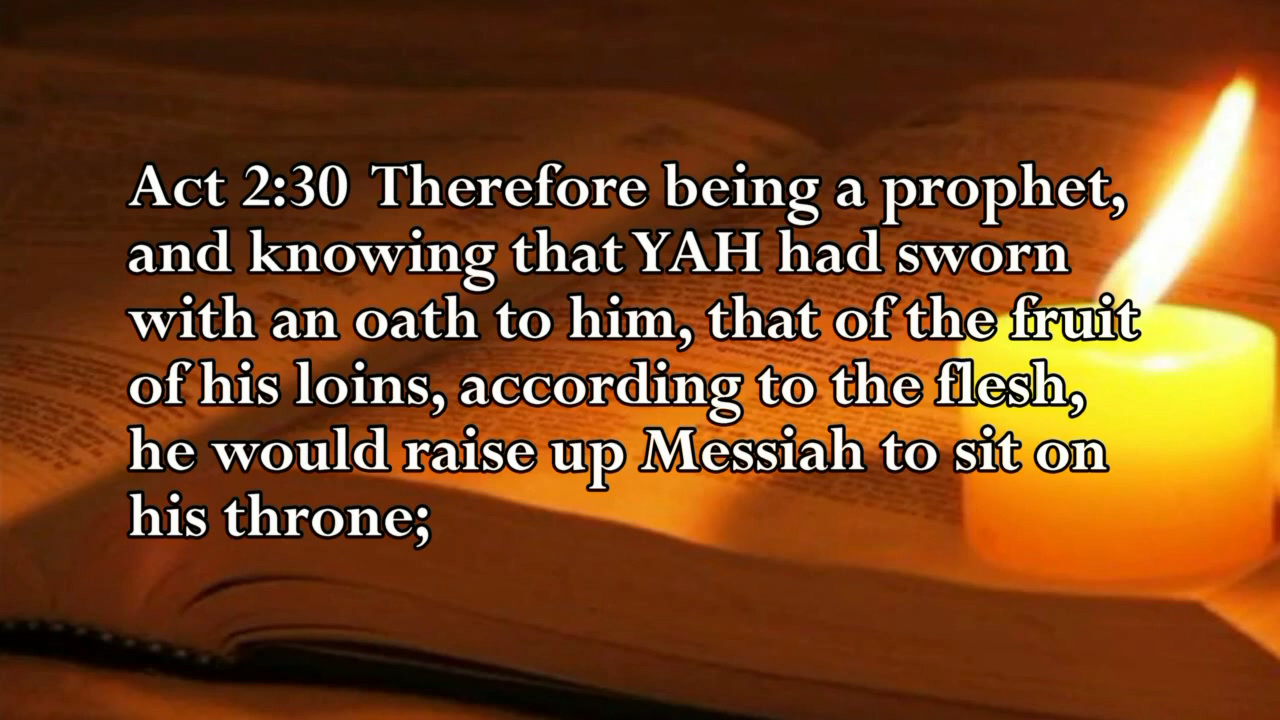 Act 2:30 Therefore being a prophet,
and knowing that YAH had sworn
with an oath to him, that of the fruit
of his loins, according to the flesh,
he would raise up Messiah to sit on
his throne;